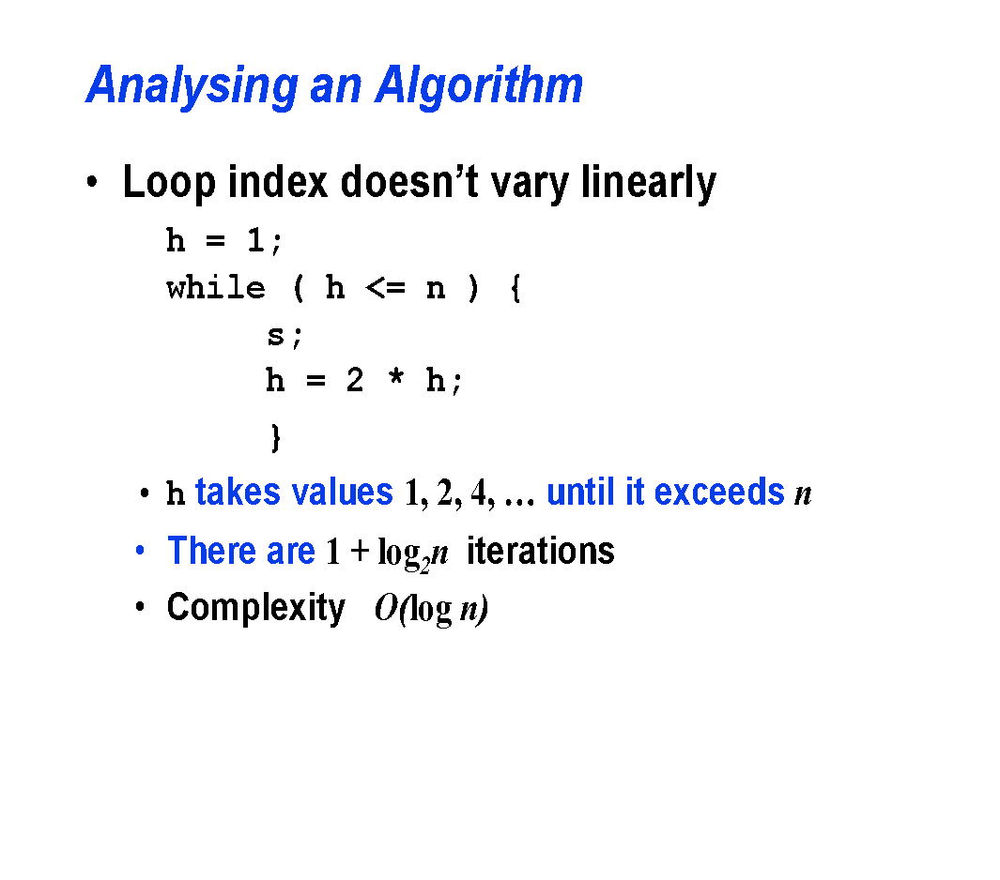 Analysing an Algorithm
• Loop index doesn’t vary linearly
h = 1;
while ( h <= n ) {
s;
h = 2 * h;
}
• h takes values 1, 2, 4, … until it exceeds n
• There are 1 + log2n iterations
• Complexity O(log n)